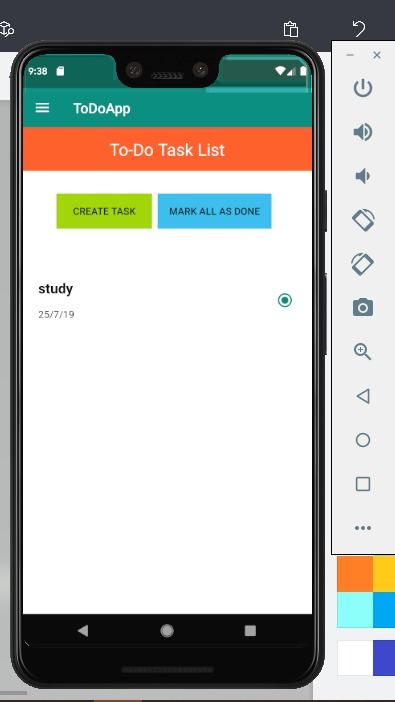 9:38
ToDoApp
To-Do Task List
CREATE TASK MARK ALL AS DONE
study
25/7/19